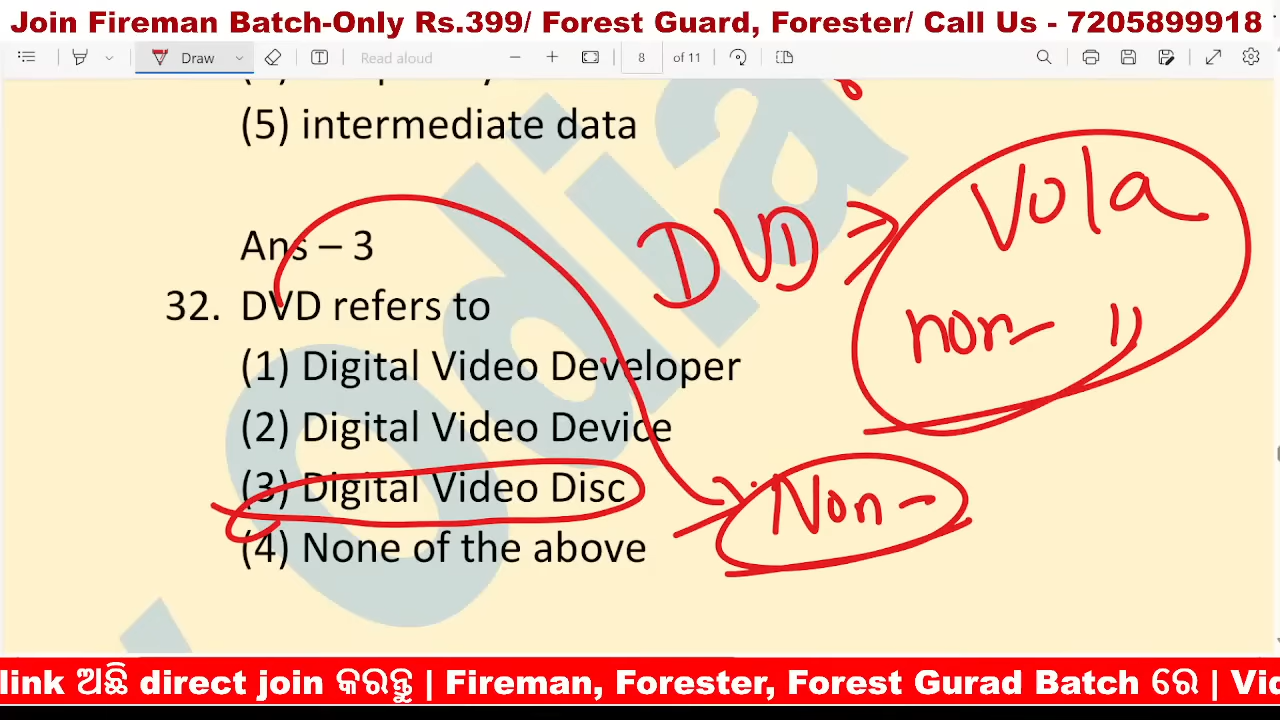 Join Fireman Batch-Only Rs.399/ Forest Guard, Forester/ Call Us - 7205899918
Draw
Read aloud
8 of 11
(5) intermediate data
Ans – 3
32. DVD refers to
(1) Digital Video Developer
(2) Digital Video Device
(3) Digital Video Disc
(4) None of the above
DVD
Vola
non- "
Non-
link ଅଛି direct join କରନ୍ତୁ | Fireman, Forester, Forest Gurad Batch ରେ | Vid